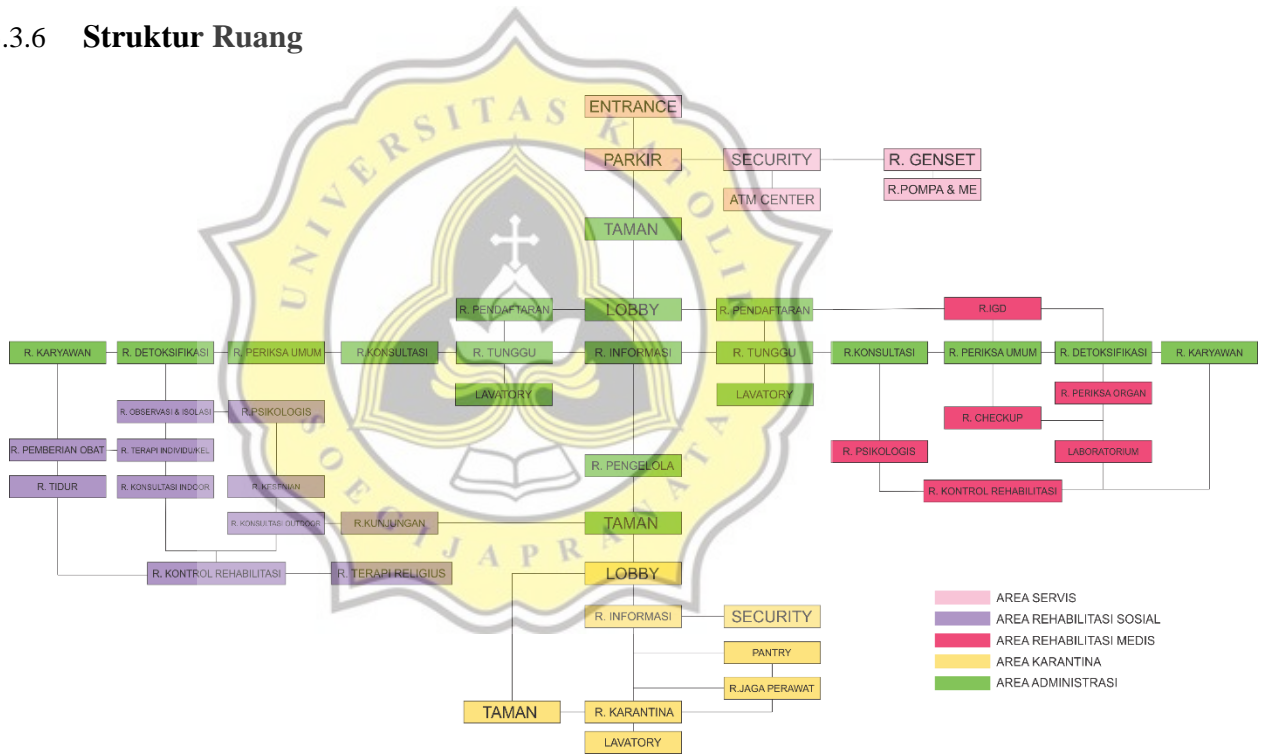 .3.6 Struktur Ruang
UNIVERSITAS KATOLIK
SOEGIJAPRANATA
ENTRANCE
PARKIR
SECURITY
R. GENSET
ATM CENTER
R.POMPA & ME
TAMAN
R. PENDAFTARAN
LOBBY
R. PENDAFTARAN
R.IGD
R. KARYAWAN
R. DETOKSIFIKASI
R. PERIKSA UMUM
R.KONSULTASI
R. TUNGGU
R. INFORMASI
R. TUNGGU
R.KONSULTASI
R. PERIKSA UMUM
R. DETOKSIFIKASI
R. KARYAWAN
LAVATORY
LAVATORY
R. PERIKSA ORGAN
R. OBSERVASI & ISOLASI
R.PSIKOLOGIS
R. CHECKUP
R. PEMBERIAN OBAT
R. TERAPI INDIVIDU/KEL
R. PSIKOLOGIS
LABORATORIUM
R. PENGELOLA
R. TIDUR
R. KONSULTASI INDOOR
R. KESENIAN
R. KONTROL REHABILITASI
R. KONSULTASI OUTDOOR
R.KUNJUNGAN
TAMAN
R. KONTROL REHABILITASI
R. TERAPI RELIGIUS
LOBBY
R. INFORMASI
SECURITY
PANTRY
R.JAGA PERAWAT
TAMAN
R. KARANTINA
LAVATORY
AREA SERVIS
AREA REHABILITASI SOSIAL
AREA REHABILITASI MEDIS
AREA KARANTINA
AREA ADMINISTRASI